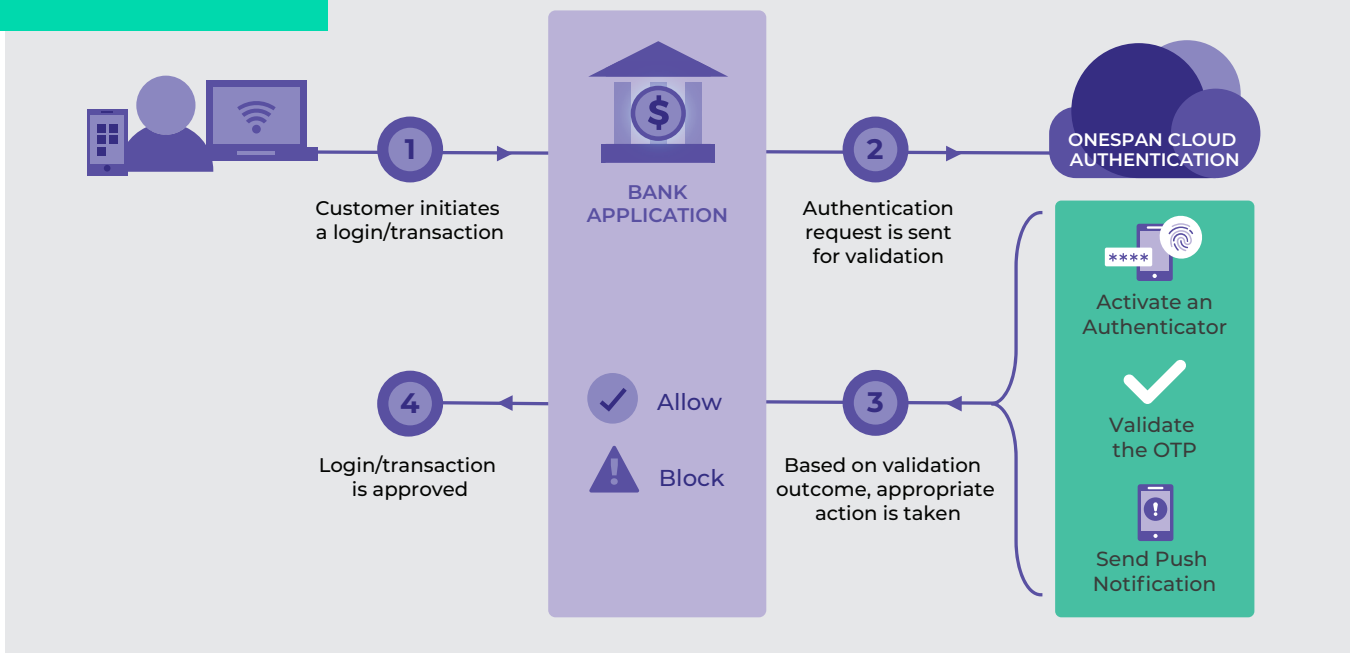 1
Customer initiates
a login/transaction
$
BANK
APPLICATION
2
Authentication
request is sent
for validation
ONESPAN CLOUD
AUTHENTICATION
****
Activate an
Authenticator
Validate
the OTP
!
Send Push
Notification
3
Based on validation
outcome, appropriate
action is taken
Allow
!
Block
4
Login/transaction
is approved